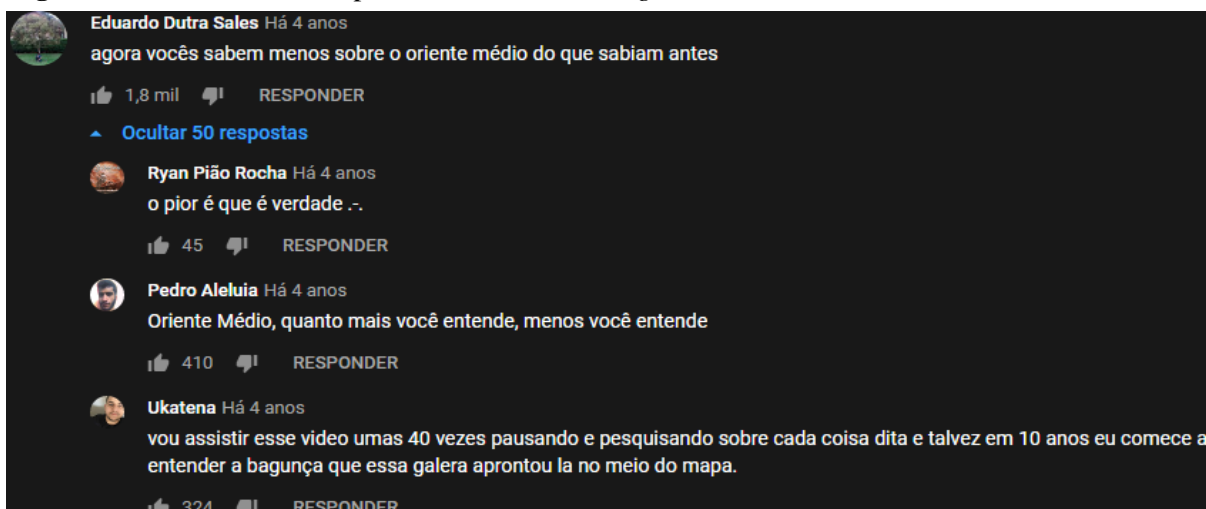 Eduardo Dutra Sales Há 4 anos
agora vocês sabem menos sobre o oriente médio do que sabiam antes
1,8 mil RESPONDER
Ocultar 50 respostas
Ryan Pião Rocha Há 4 anos
o pior é que é verdade .-.
45 RESPONDER
Pedro Aleluia Há 4 anos
Oriente Médio, quanto mais você entende, menos você entende
410 RESPONDER
Ukatena Há 4 anos
vou assistir esse video umas 40 vezes pausando e pesquisando sobre cada coisa dita e talvez em 10 anos eu comece a
entender a bagunça que essa galera aprontou la no meio do mapa.
324 RESPONDER